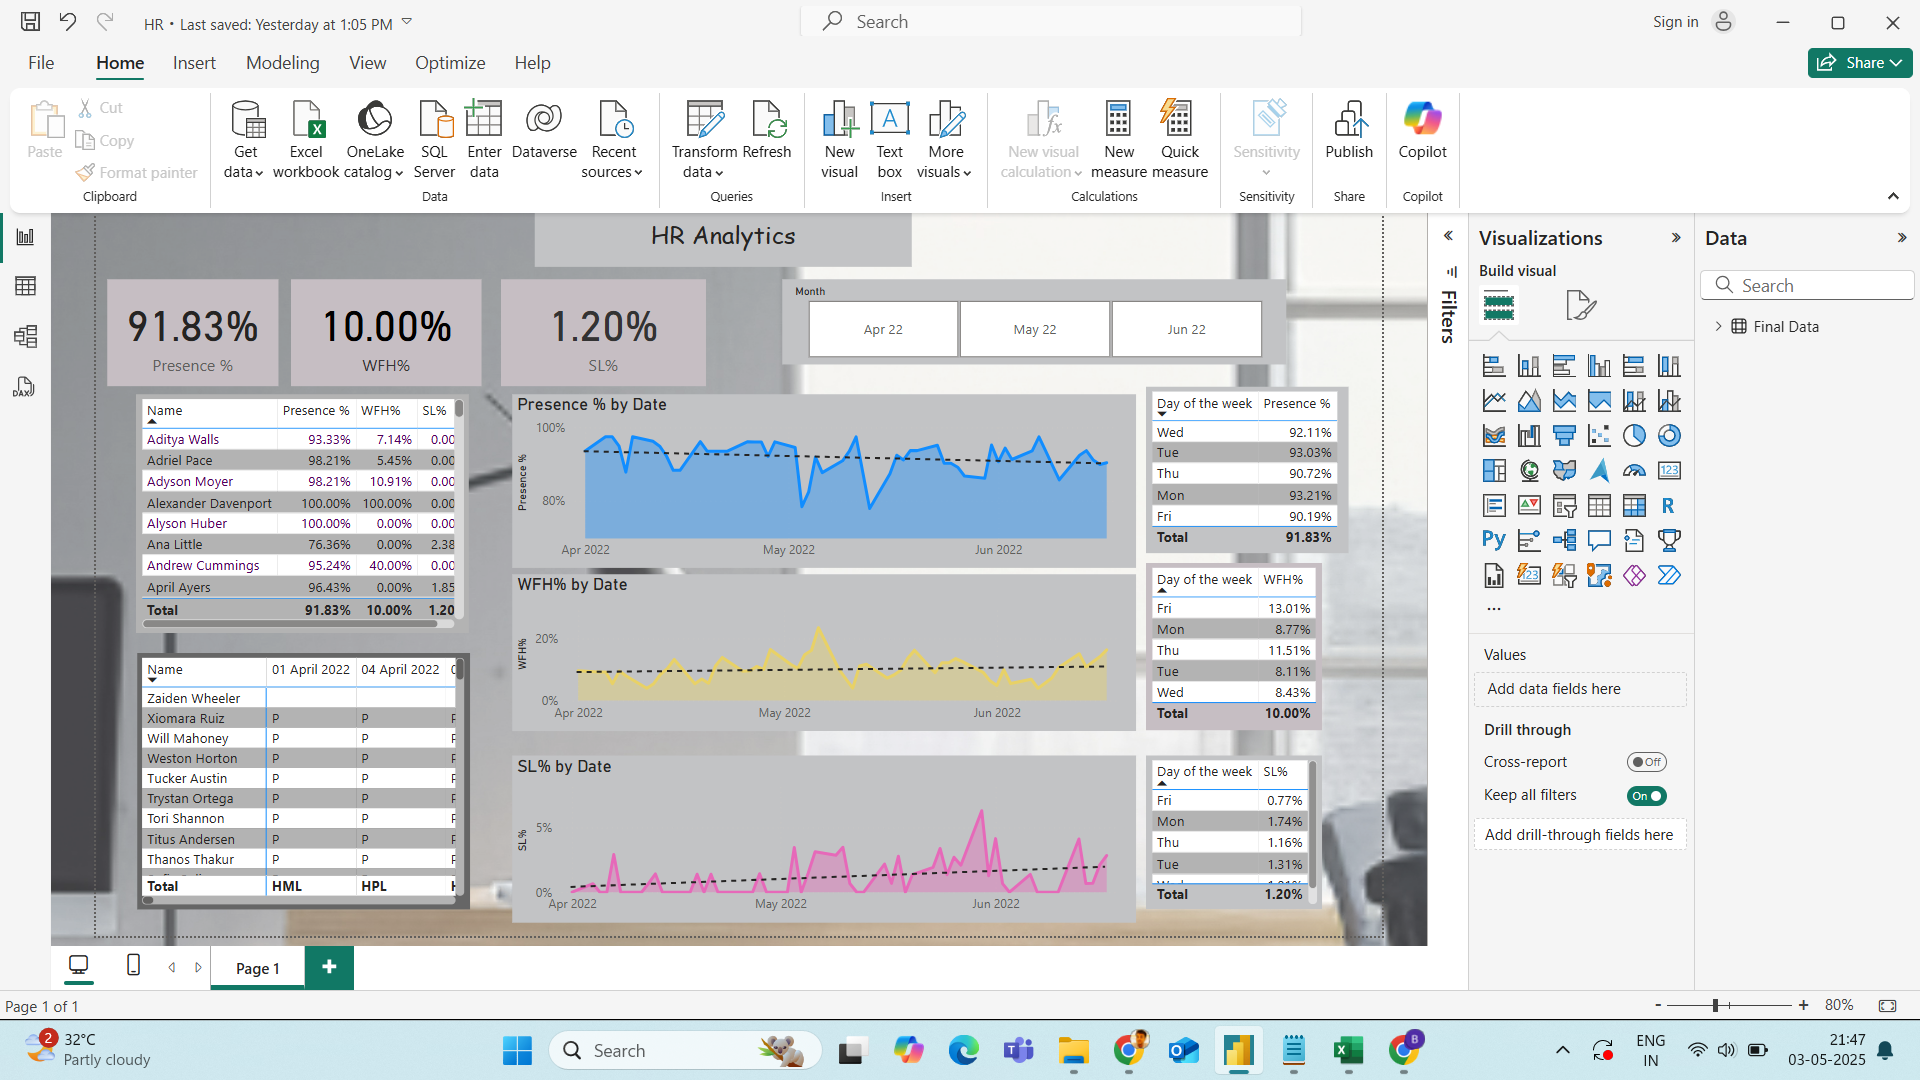 HR • Last saved: Yesterday at 1:05 PM
Search
Sign in
File
Home
Insert
Modeling
View
Optimize
Help
Share
Paste
Cut
Copy
Format painter
Clipboard
Get data
Excel workbook
OneLake catalog
SQL Server
Enter data
Dataverse
Recent sources
Data
Transform data
Refresh
Queries
New visual
Text box
More visuals
Insert
New visual calculation
New measure
Quick measure
Calculations
Sensitivity
Sensitivity
Publish
Share
Copilot
Copilot
HR Analytics
91.83%
Presence %
10.00%
WFH%
1.20%
SL%
Month
Apr 22
May 22
Jun 22
Name Presence % WFH% SL%
Aditya Walls 93.33% 7.14% 0.00
Adriel Pace 98.21% 5.45% 0.00
Adyson Moyer 98.21% 10.91% 0.00
Alexander Davenport 100.00% 100.00% 0.00
Alyson Huber 100.00% 0.00% 0.00
Ana Little 76.36% 0.00% 2.38
Andrew Cummings 95.24% 40.00% 0.00
April Ayers 96.43% 0.00% 1.85
Total 91.83% 10.00% 1.20
Name 01 April 2022 04 April 2022
Zaiden Wheeler
Xiomara Ruiz P P
Will Mahoney P P
Weston Horton P P
Tucker Austin P P
Trystan Ortega P P
Tori Shannon P P
Titus Andersen P P
Thanos Thakur P P
Total HML HPL
Presence % by Date
Presence %
100%
80%
Apr 2022 May 2022 Jun 2022
WFH% by Date
WFH%
20%
0%
Apr 2022 May 2022 Jun 2022
SL% by Date
SL%
5%
0%
Apr 2022 May 2022 Jun 2022
Day of the week Presence %
Wed 92.11%
Tue 93.03%
Thu 90.72%
Mon 93.21%
Fri 90.19%
Total 91.83%
Day of the week WFH%
Fri 13.01%
Mon 8.77%
Thu 11.51%
Tue 8.11%
Wed 8.43%
Total 10.00%
Day of the week SL%
Fri 0.77%
Mon 1.74%
Thu 1.16%
Tue 1.31%
Total 1.20%
Filters
Visualizations
Build visual
Values
Add data fields here
Drill through
Cross-report Off
Keep all filters On
Add drill-through fields here
Data
Search
Final Data
DAX
123
R
Py
123
...
Page 1
Page 1 of 1
- + 80%
2
32°C
Partly cloudy
Search
B
ENG
IN
21:47
03-05-2025